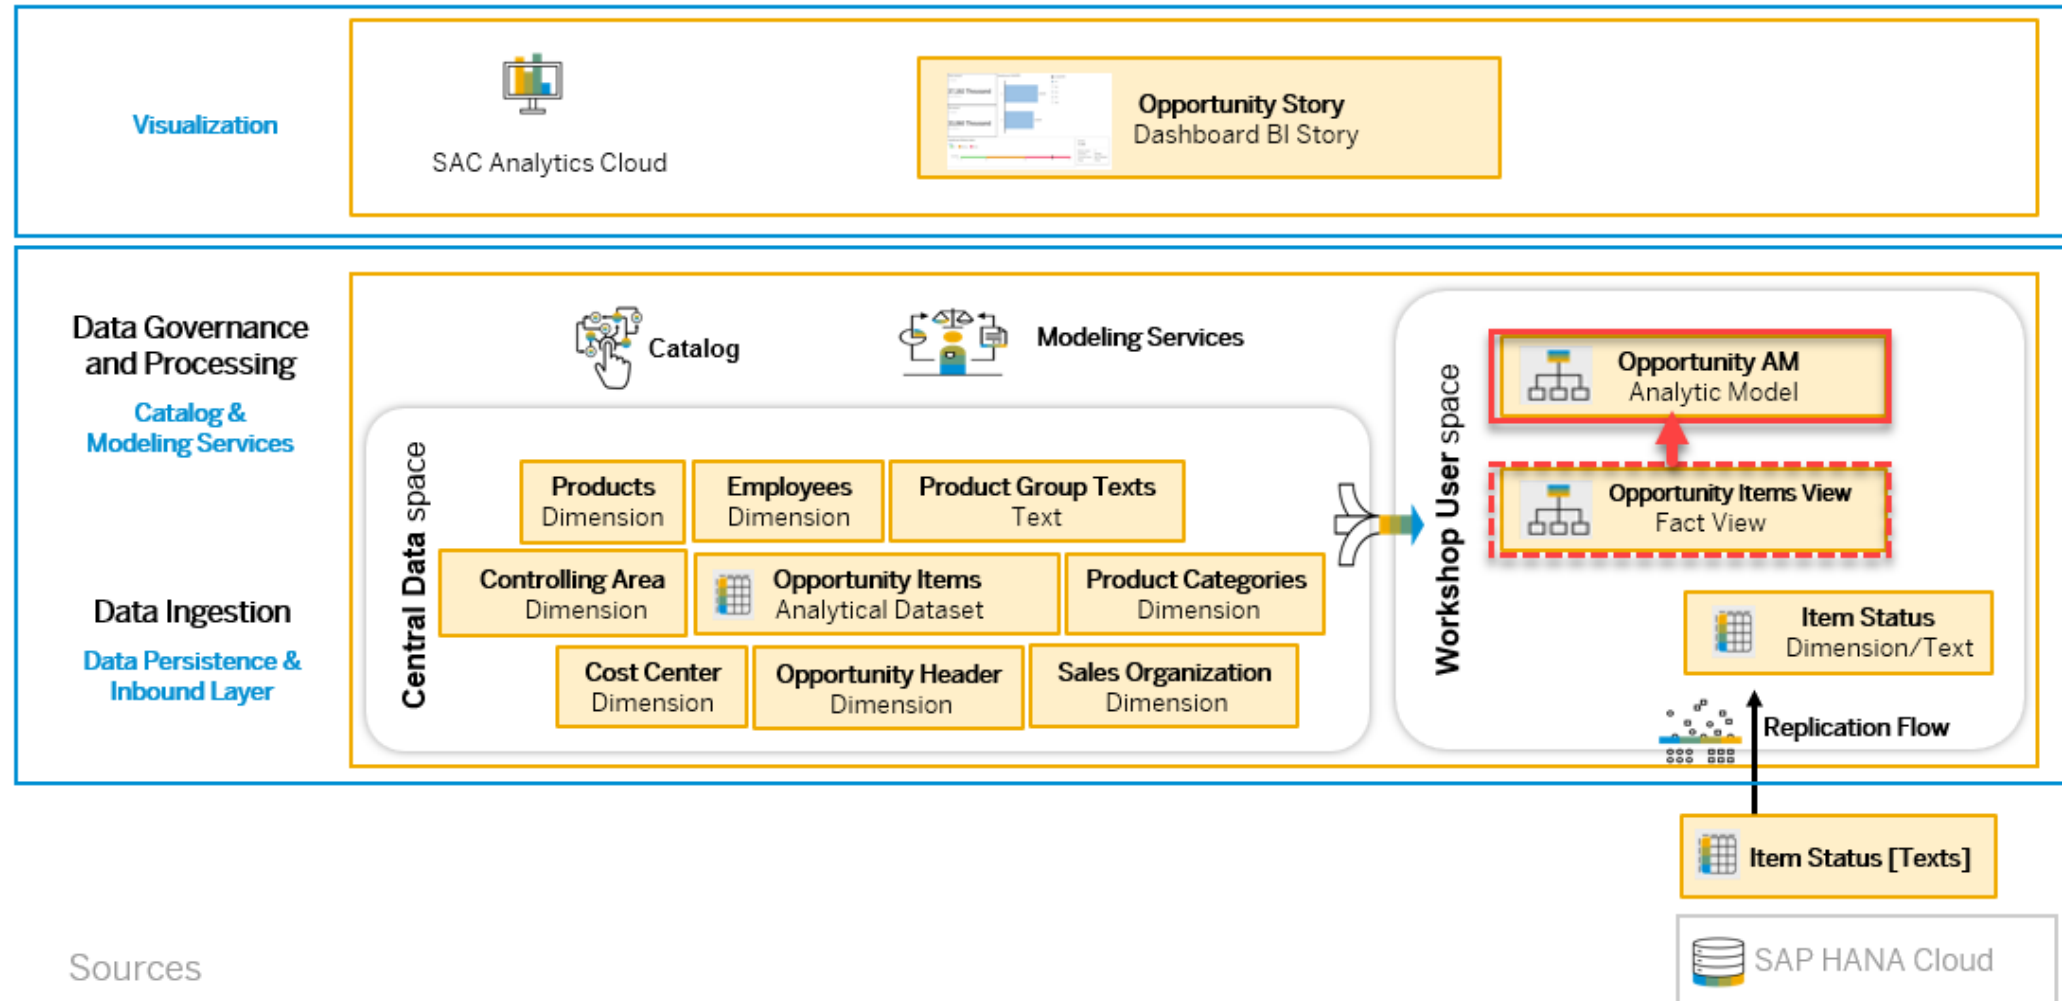 Visualization
SAC Analytics Cloud
Opportunity Story
Dashboard BI Story
Data Governance
and Processing
Catalog &
Modeling Services
Catalog
Modeling Services
Data Ingestion
Data Persistence &
Inbound Layer
Central Data space
Products
Dimension
Employees
Dimension
Product Group Texts
Text
Controlling Area
Dimension
Opportunity Items
Analytical Dataset
Product Categories
Dimension
Cost Center
Dimension
Opportunity Header
Dimension
Sales Organization
Dimension
Workshop User space
Opportunity AM
Analytic Model
Opportunity Items View
Fact View
Item Status
Dimension/Text
Replication Flow
Item Status [Texts]
Sources
SAP HANA Cloud